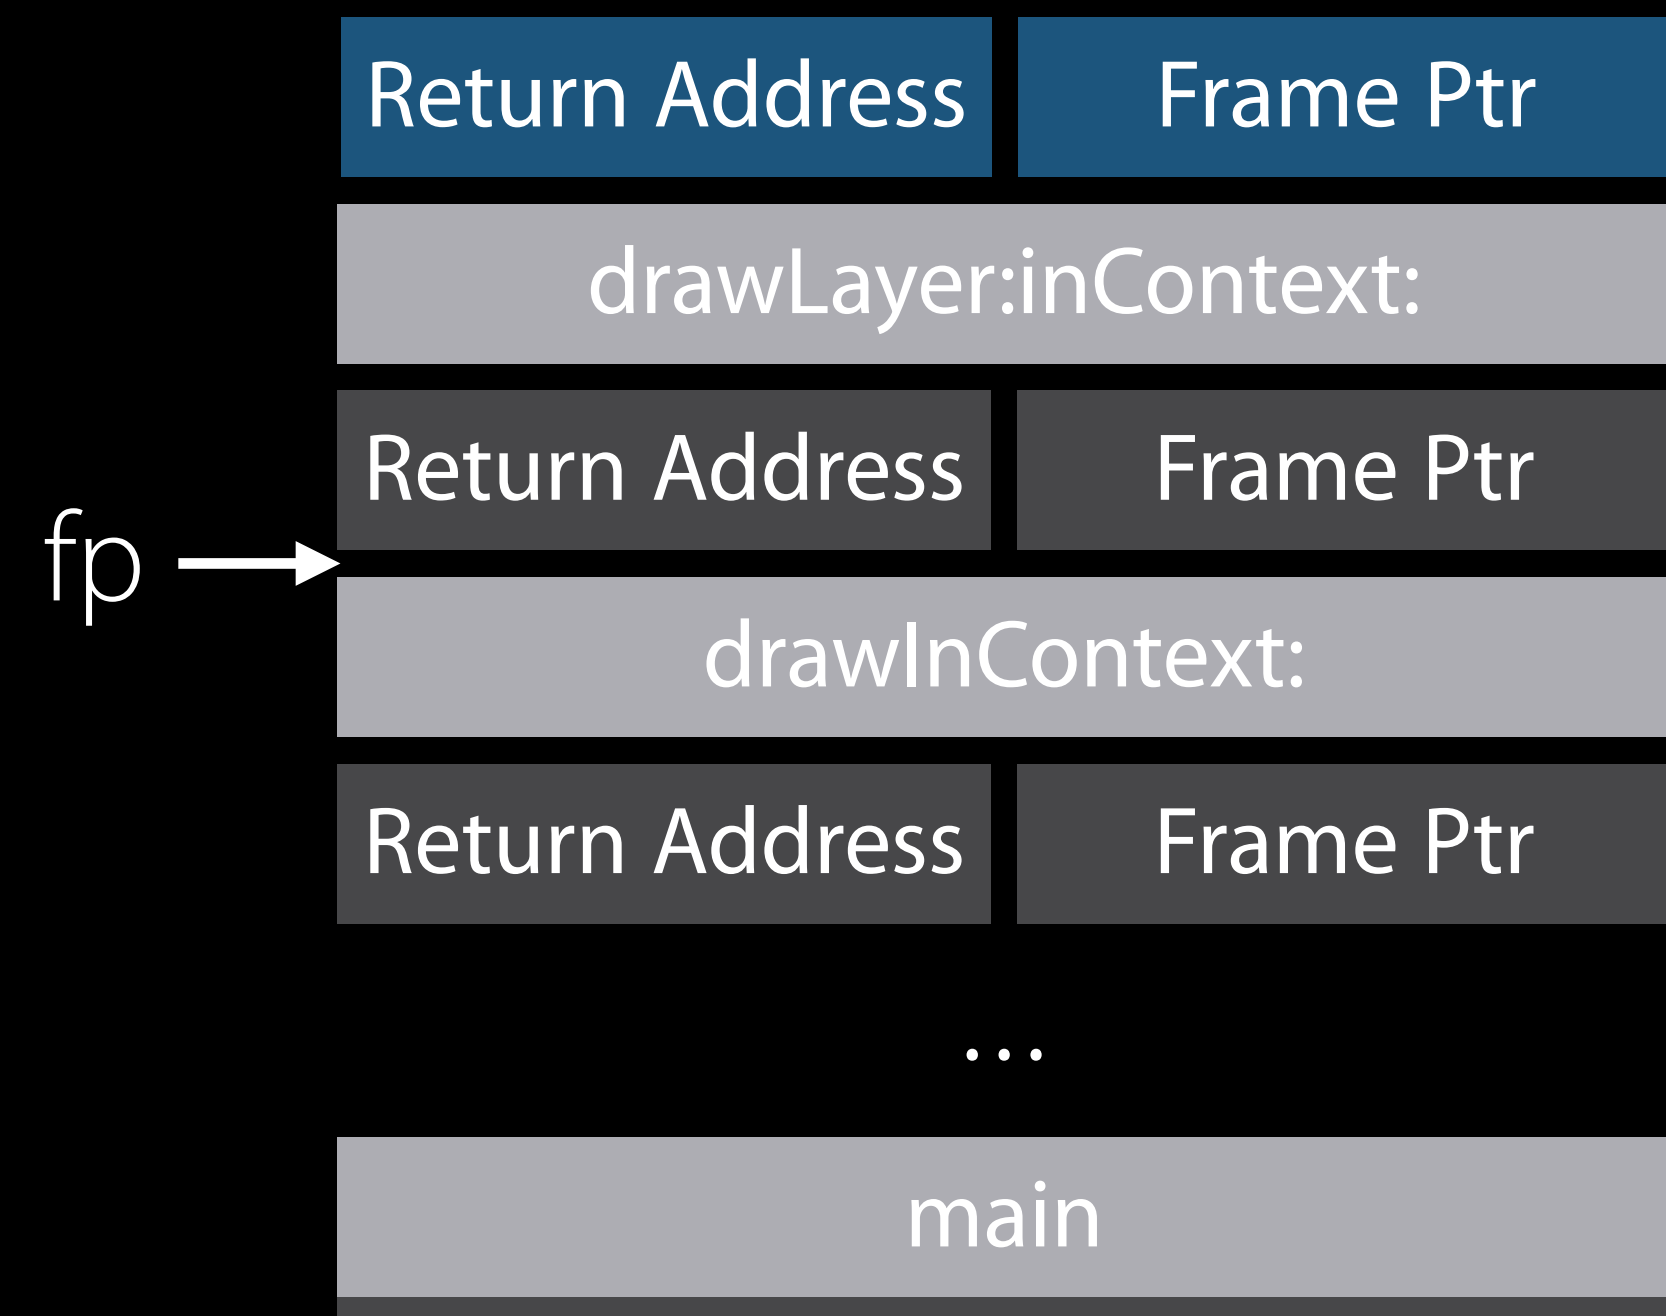 Return Address Frame Ptr
drawLayer:inContext:
Return Address Frame Ptr
fp
drawInContext:
Return Address Frame Ptr
...
main